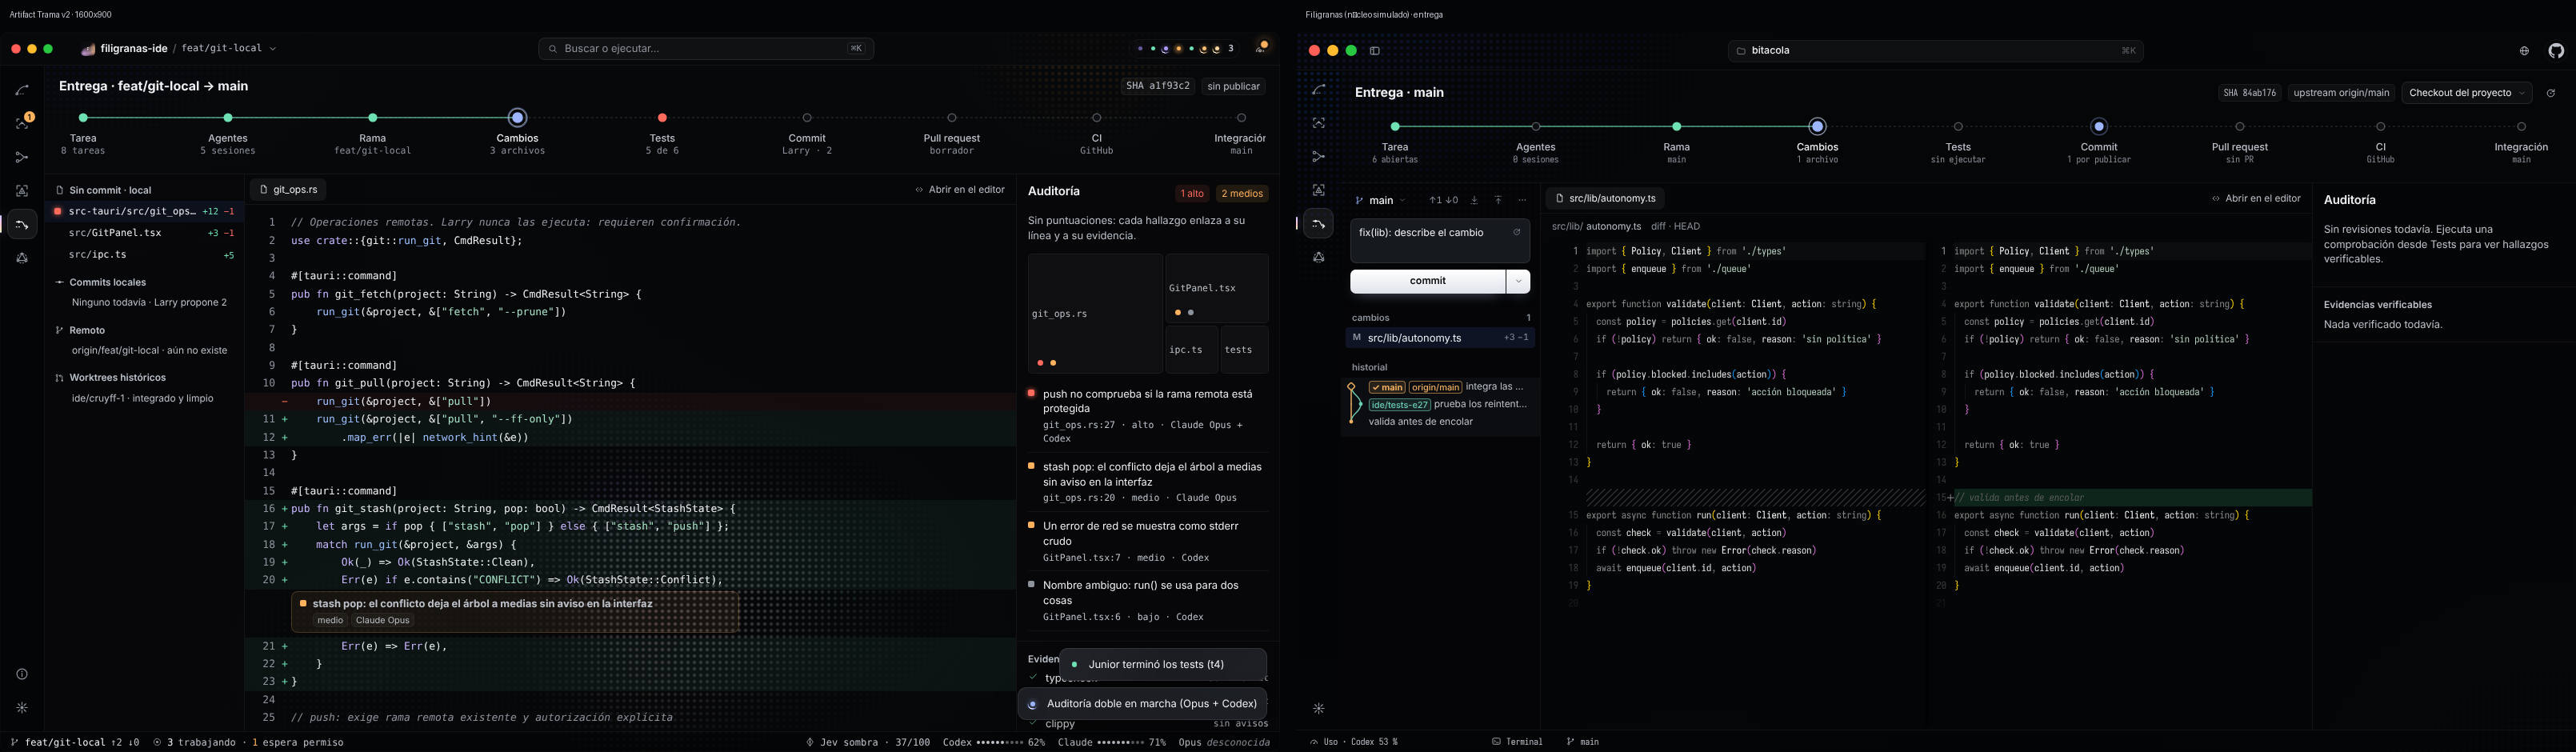 Artifact Trama v2 · 1600x900
filigranas-ide / feat/git-local
Buscar o ejecutar... ⌘K
3
Entrega · feat/git-local → main
SHA a1f93c2 sin publicar
Tarea Agentes Rama Cambios Tests Commit Pull request CI Integración
8 tareas 5 sesiones feat/git-local 3 archivos 5 de 6 Larry · 2 borrador GitHub main
1
Sin commit · local
src-tauri/src/git_ops... +12 −1
src/GitPanel.tsx +3 −1
src/ipc.ts +5
Commits locales
Ninguno todavía · Larry propone 2
Remoto
origin/feat/git-local · aún no existe
Worktrees históricos
ide/cruyff-1 · integrado y limpio
git_ops.rs
Abrir en el editor
1 // Operaciones remotas. Larry nunca las ejecuta: requieren confirmación.
2 use crate::{git::run_git, CmdResult};
3
4 #[tauri::command]
5 pub fn git_fetch(project: String) -> CmdResult<String> {
6 run_git(&project, &["fetch", "--prune"])
7 }
8
9 #[tauri::command]
10 pub fn git_pull(project: String) -> CmdResult<String> {
− run_git(&project, &["pull"])
11 + run_git(&project, &["pull", "--ff-only"])
12 + .map_err(|e| network_hint(&e))
13 }
14
15 #[tauri::command]
16 + pub fn git_stash(project: String, pop: bool) -> CmdResult<StashState> {
17 + let args = if pop { ["stash", "pop"] } else { ["stash", "push"] };
18 + match run_git(&project, &args) {
19 + Ok(_) => Ok(StashState::Clean),
20 + Err(e) if e.contains("CONFLICT") => Ok(StashState::Conflict),
stash pop: el conflicto deja el árbol a medias sin aviso en la interfaz
medio Claude Opus
21 + Err(e) => Err(e),
22 + }
23 + }
24
25 // push: exige rama remota existente y autorización explícita
Auditoría 1 alto 2 medios
Sin puntuaciones: cada hallazgo enlaza a su
línea y a su evidencia.
git_ops.rs
GitPanel.tsx
ipc.ts
tests
push no comprueba si la rama remota está
protegida
git_ops.rs:27 · alto · Claude Opus +
Codex
stash pop: el conflicto deja el árbol a medias
sin aviso en la interfaz
git_ops.rs:20 · medio · Claude Opus
Un error de red se muestra como stderr
crudo
GitPanel.tsx:7 · medio · Codex
Nombre ambiguo: run() se usa para dos
cosas
GitPanel.tsx:6 · bajo · Codex
Eviden
Junior terminó los tests (t4)
Auditoría doble en marcha (Opus + Codex)
clippy sin avisos
feat/git-local ↑2 ↓0 3 trabajando · 1 espera permiso
Jev sombra · 37/100 Codex 62% Claude 71% Opus desconocida
Filigranas (núcleo simulado) · entrega
bitacola ⌘K
Entrega · main
SHA 84ab176 upstream origin/main Checkout del proyecto
Tarea Agentes Rama Cambios Tests Commit Pull request CI Integración
6 abiertas 0 sesiones main 1 archivo sin ejecutar 1 por publicar sin PR GitHub main
main ↑1 ↓0
fix(lib): describe el cambio
commit
cambios 1
M src/lib/autonomy.ts +3 −1
historial
main origin/main integra las ...
ide/tests-e27 prueba los reintent...
valida antes de encolar
src/lib/autonomy.ts
Abrir en el editor
src/lib/ autonomy.ts diff · HEAD
1 import { Policy, Client } from './types'
2 import { enqueue } from './queue'
3
4 export function validate(client: Client, action: string) {
5 const policy = policies.get(client.id)
6 if (!policy) return { ok: false, reason: 'sin política' }
7
8 if (policy.blocked.includes(action)) {
9 return { ok: false, reason: 'acción bloqueada' }
10 }
11
12 return { ok: true }
13 }
14
15 export async function run(client: Client, action: string) {
16 const check = validate(client, action)
17 if (!check.ok) throw new Error(check.reason)
18 await enqueue(client.id, action)
19 }
20
1 import { Policy, Client } from './types'
2 import { enqueue } from './queue'
3
4 export function validate(client: Client, action: string) {
5 const policy = policies.get(client.id)
6 if (!policy) return { ok: false, reason: 'sin política' }
7
8 if (policy.blocked.includes(action)) {
9 return { ok: false, reason: 'acción bloqueada' }
10 }
11
12 return { ok: true }
13 }
14
15 + // valida antes de encolar
16 export async function run(client: Client, action: string) {
17 const check = validate(client, action)
18 if (!check.ok) throw new Error(check.reason)
19 await enqueue(client.id, action)
20 }
21
Auditoría
Sin revisiones todavía. Ejecuta una
comprobación desde Tests para ver hallazgos
verificables.
Evidencias verificables
Nada verificado todavía.
Uso · Codex 53 % Terminal main